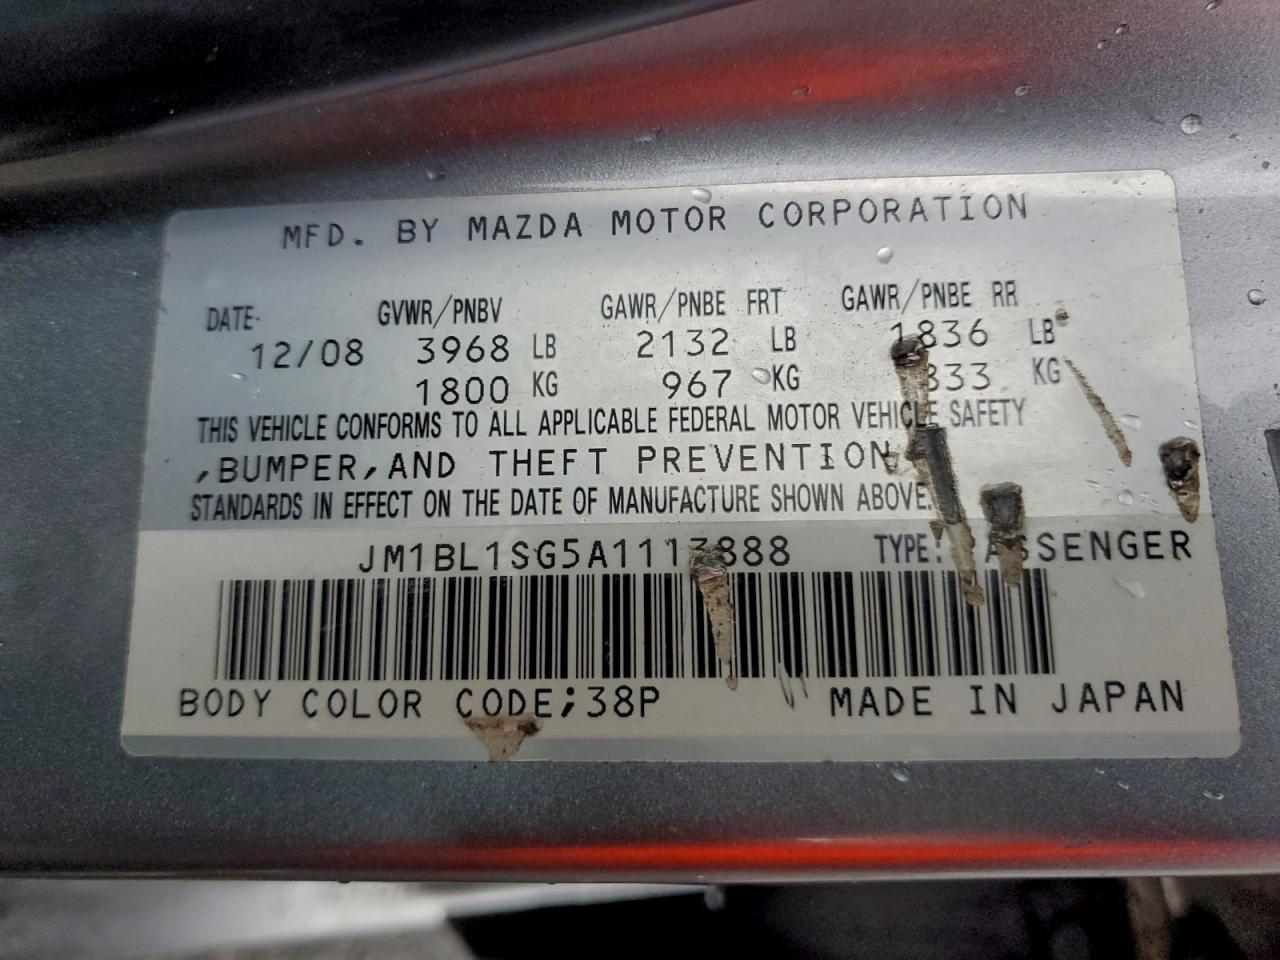 MFD. BY MAZDA MOTOR CORPORATION
DATE GVWR/PNBV GAWR/PNBE FRT GAWR/PNBE RR
12/08 3968 LB 2132 LB 1836 LB
1800 KG 967 KG 833 KG
THIS VEHICLE CONFORMS TO ALL APPLICABLE FEDERAL MOTOR VEHICLE SAFETY
,BUMPER,AND THEFT PREVENTION
STANDARDS IN EFFECT ON THE DATE OF MANUFACTURE SHOWN ABOVE.
TYPE: PASSENGER
BODY COLOR CODE;38P MADE IN JAPAN